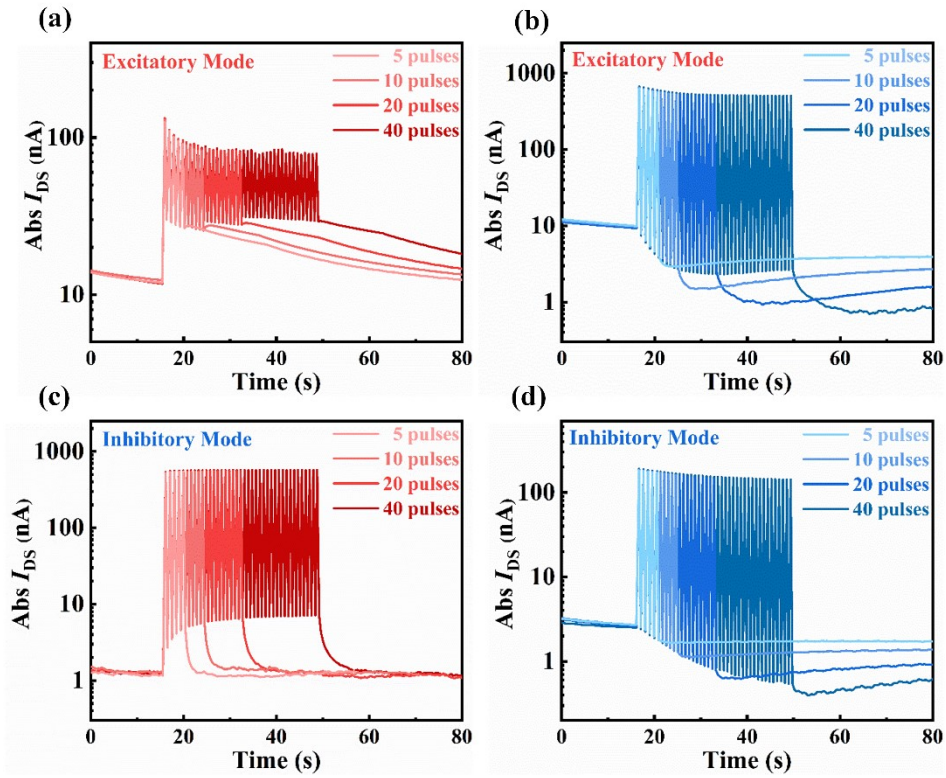 (a)
Excitatory Mode
5 pulses
10 pulses
20 pulses
40 pulses
100
10
Abs IDS (nA)
0 20 40 60 80
Time (s)
(b)
Excitatory Mode
5 pulses
10 pulses
20 pulses
40 pulses
1000
100
10
1
Abs IDS (nA)
0 20 40 60 80
Time (s)
(c)
Inhibitory Mode
5 pulses
10 pulses
20 pulses
40 pulses
1000
100
10
1
Abs IDS (nA)
0 20 40 60 80
Time (s)
(d)
Inhibitory Mode
5 pulses
10 pulses
20 pulses
40 pulses
100
10
1
Abs IDS (nA)
0 20 40 60 80
Time (s)